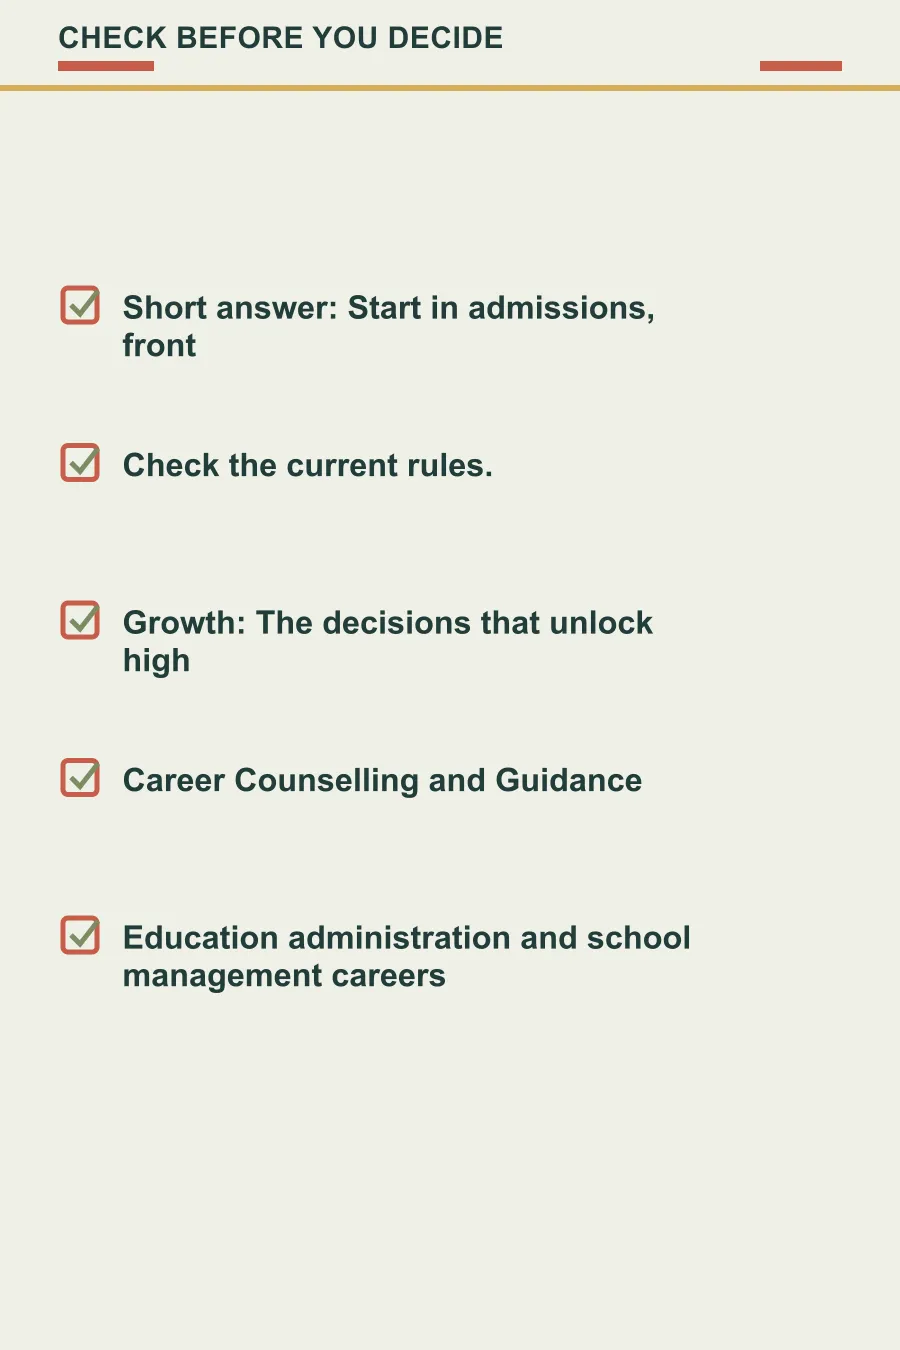 CHECK BEFORE YOU DECIDE
Short answer: Start in admissions,
front
Check the current rules.
Growth: The decisions that unlock
high
Career Counselling and Guidance
Education administration and school
management careers